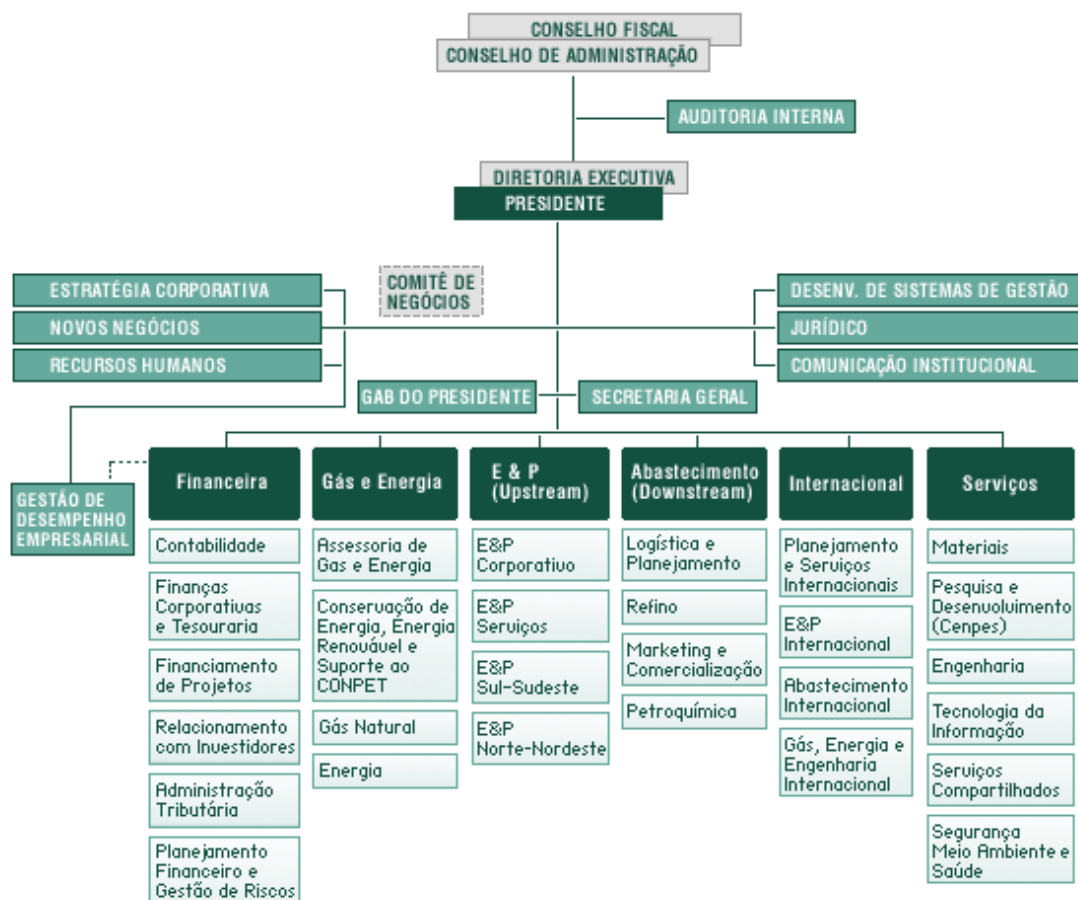 CONSELHO FISCAL
CONSELHO DE ADMINISTRAÇÃO
AUDITORIA INTERNA
DIRETORIA EXECUTIVA
PRESIDENTE
ESTRATÉGIA CORPORATIVA
NOVOS NEGÓCIOS
RECURSOS HUMANOS
COMITÊ DE
NEGÓCIOS
DESENV. DE SISTEMAS DE GESTÃO
JURÍDICO
COMUNICAÇÃO INSTITUCIONAL
GAB DO PRESIDENTE
SECRETARIA GERAL
GESTÃO DE
DESEMPENHO
EMPRESARIAL
Financeira
Contabilidade
Finanças
Corporativas
e Tesouraria
Financiamento
de Projetos
Relacionamento
com Investidores
Administração
Tributária
Planejamento
Financeiro e
Gestão de Riscos
Gás e Energia
Assessoria de
Gas e Energia
Conservação de
Energia, Energia
Renovável e
Suporte ao
CONPET
Gás Natural
Energia
E & P
(Upstream)
E&P
Corporativo
E&P
Serviços
E&P
Sul-Sudeste
E&P
Norte-Nordeste
Abastecimento
(Downstream)
Logística e
Planejamento
Refino
Marketing e
Comercialização
Petroquímica
Internacional
Planejamento
e Serviços
Internacionais
E&P
Internacional
Abastecimento
Internacional
Gás, Energia e
Engenharia
Internacional
Serviços
Materiais
Pesquisa e
Desenvolvimento
(Cenpes)
Engenharia
Tecnologia da
Informação
Serviços
Compartilhados
Segurança
Meio Ambiente e
Saúde